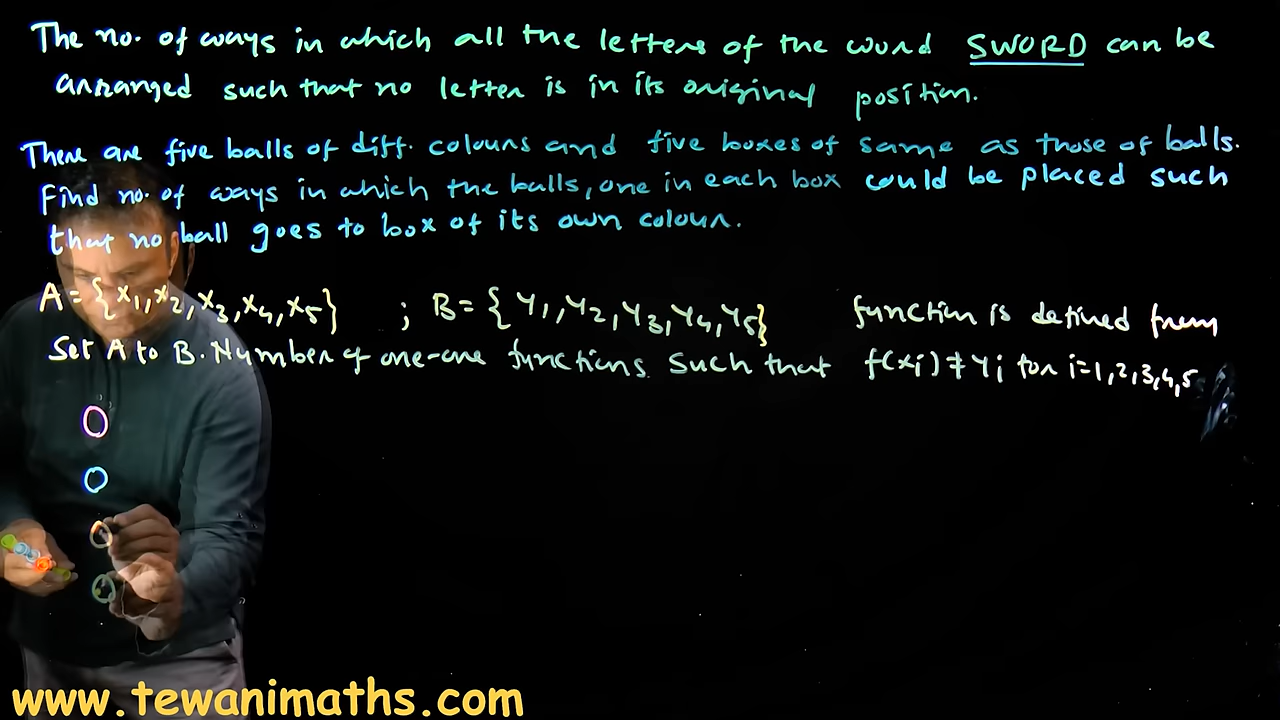 The no. of ways in which all the letters of the word SWORD can be
arranged such that no letter is in its original position.
There are five balls of diff. colours and five boxes of same as those of balls.
Find no. of ways in which the balls, one in each box could be placed such
that no ball goes to box of its own colour.
A = {x₁, x₂, x₃, x₄, x₅} ; B = {y₁, y₂, y₃, y₄, y₅} function is defined from
Set A to B. Number of one-one functions such that f(xᵢ) ≠ yᵢ for i=1,2,3,4,5
www.tewanimaths.com